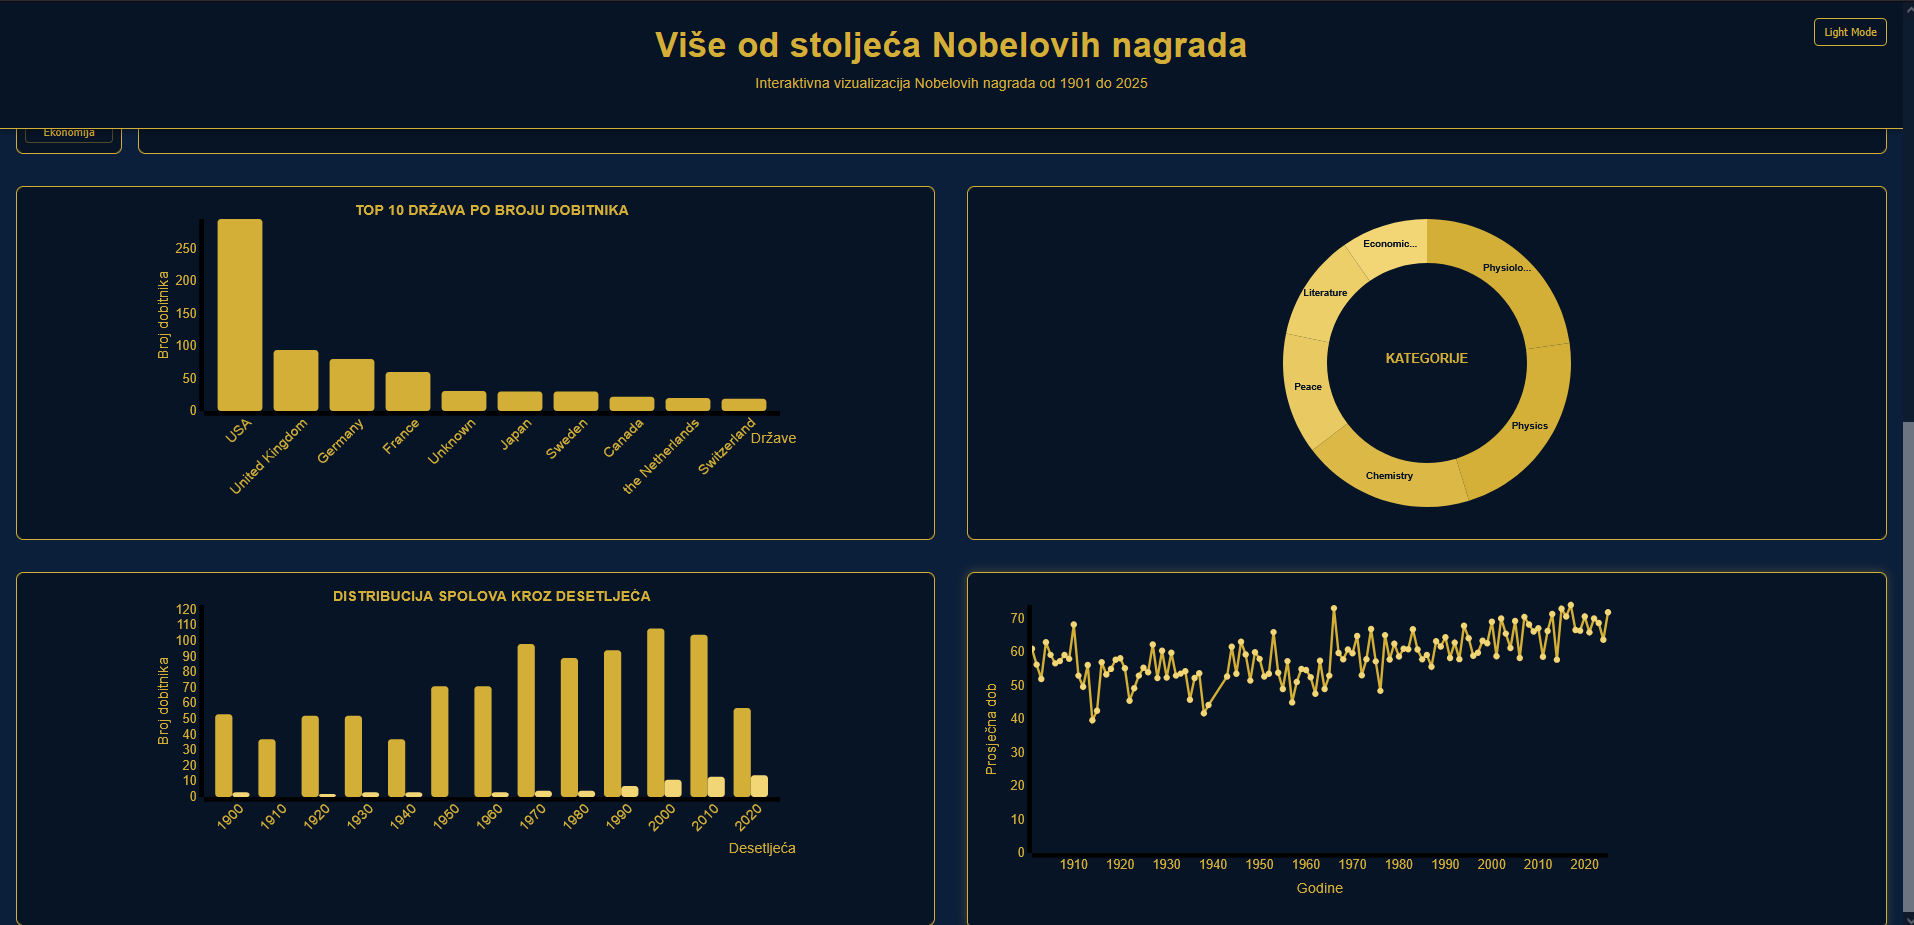 Više od stoljeća Nobelovih nagrada
Light Mode
Interaktivna vizualizacija Nobelovih nagrada od 1901 do 2025
Ekonomija
TOP 10 DRŽAVA PO BROJU DOBITNIKA
Broj dobitnika
250
200
150
100
50
0
USA
United Kingdom
Germany
France
Unknown
Japan
Sweden
Canada
the Netherlands
Switzerland
Države
Economic...
Physiolo...
Literature
KATEGORIJE
Peace
Physics
Chemistry
DISTRIBUCIJA SPOLOVA KROZ DESETLJEĆA
Broj dobitnika
120
110
100
90
80
70
60
50
40
30
20
10
0
1900
1910
1920
1930
1940
1950
1960
1970
1980
1990
2000
2010
2020
Desetljeća
Prosječna dob
70
60
50
40
30
20
10
0
1910 1920 1930 1940 1950 1960 1970 1980 1990 2000 2010 2020
Godine